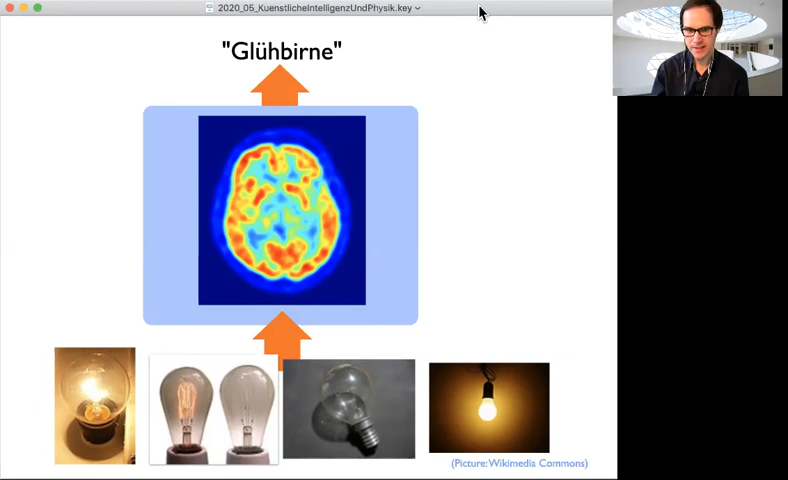 2020_05_KuenstlicheIntelligenzUndPhysik.key
"Glühbirne"
(Picture: Wikimedia Commons)